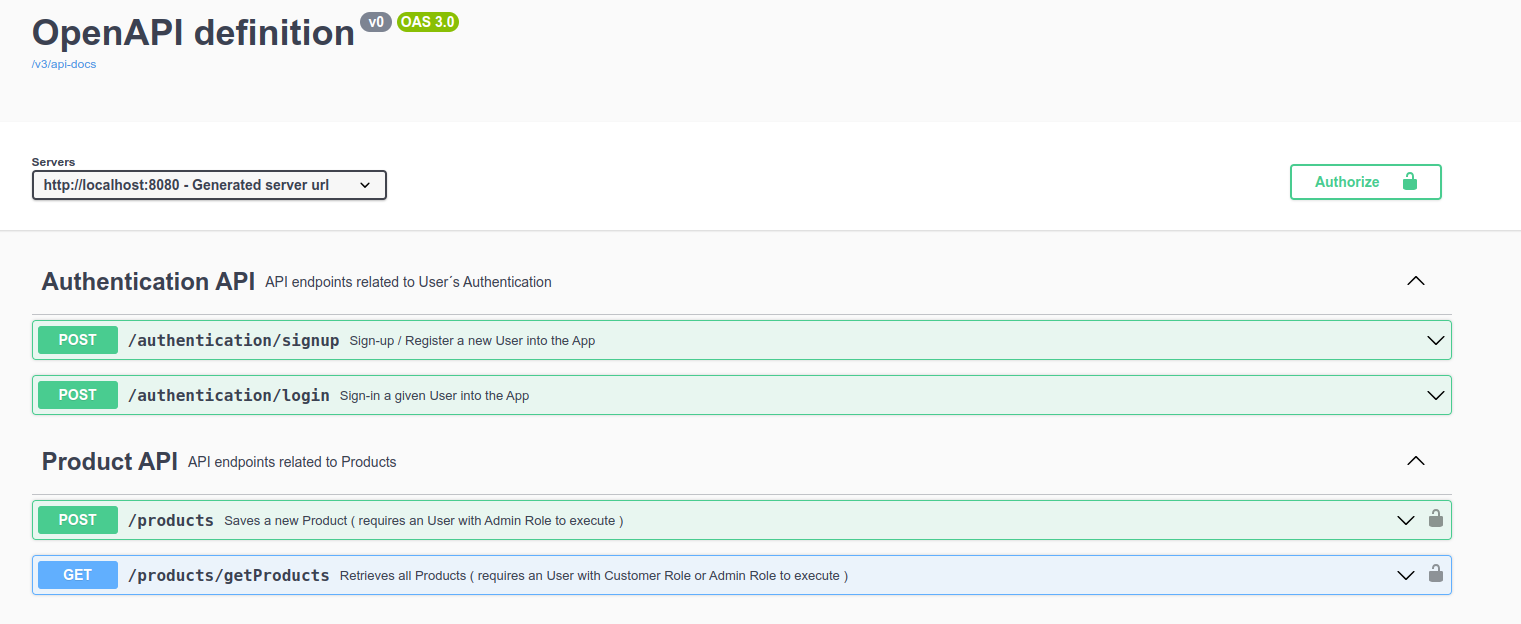 OpenAPI definition v0 OAS 3.0
/v3/api-docs
Servers
http://localhost:8080 - Generated server url
Authorize
Authentication API API endpoints related to User´s Authentication
POST /authentication/signup Sign-up / Register a new User into the App
POST /authentication/login Sign-in a given User into the App
Product API API endpoints related to Products
POST /products Saves a new Product ( requires an User with Admin Role to execute )
GET /products/getProducts Retrieves all Products ( requires an User with Customer Role or Admin Role to execute )